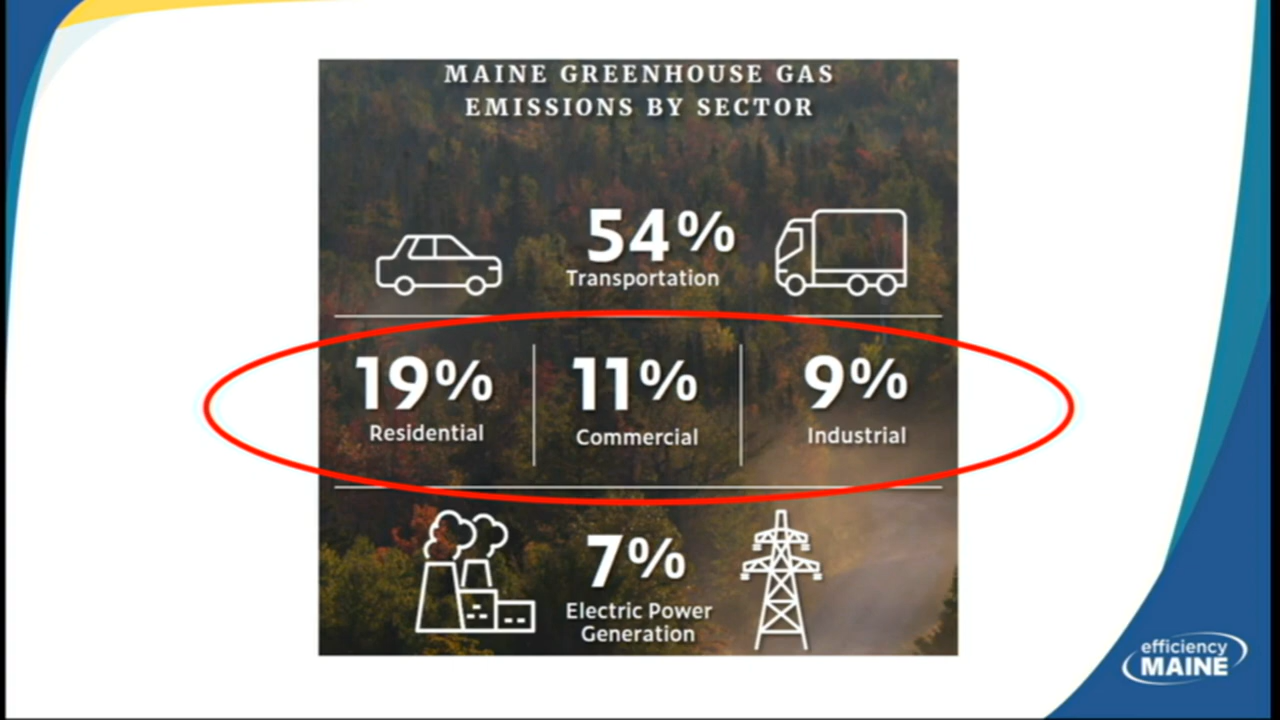 MAINE GREENHOUSE GAS
EMISSIONS BY SECTOR
54%
Transportation
19%
Residential
11%
Commercial
9%
Industrial
7%
Electric Power
Generation
efficiency
MAINE